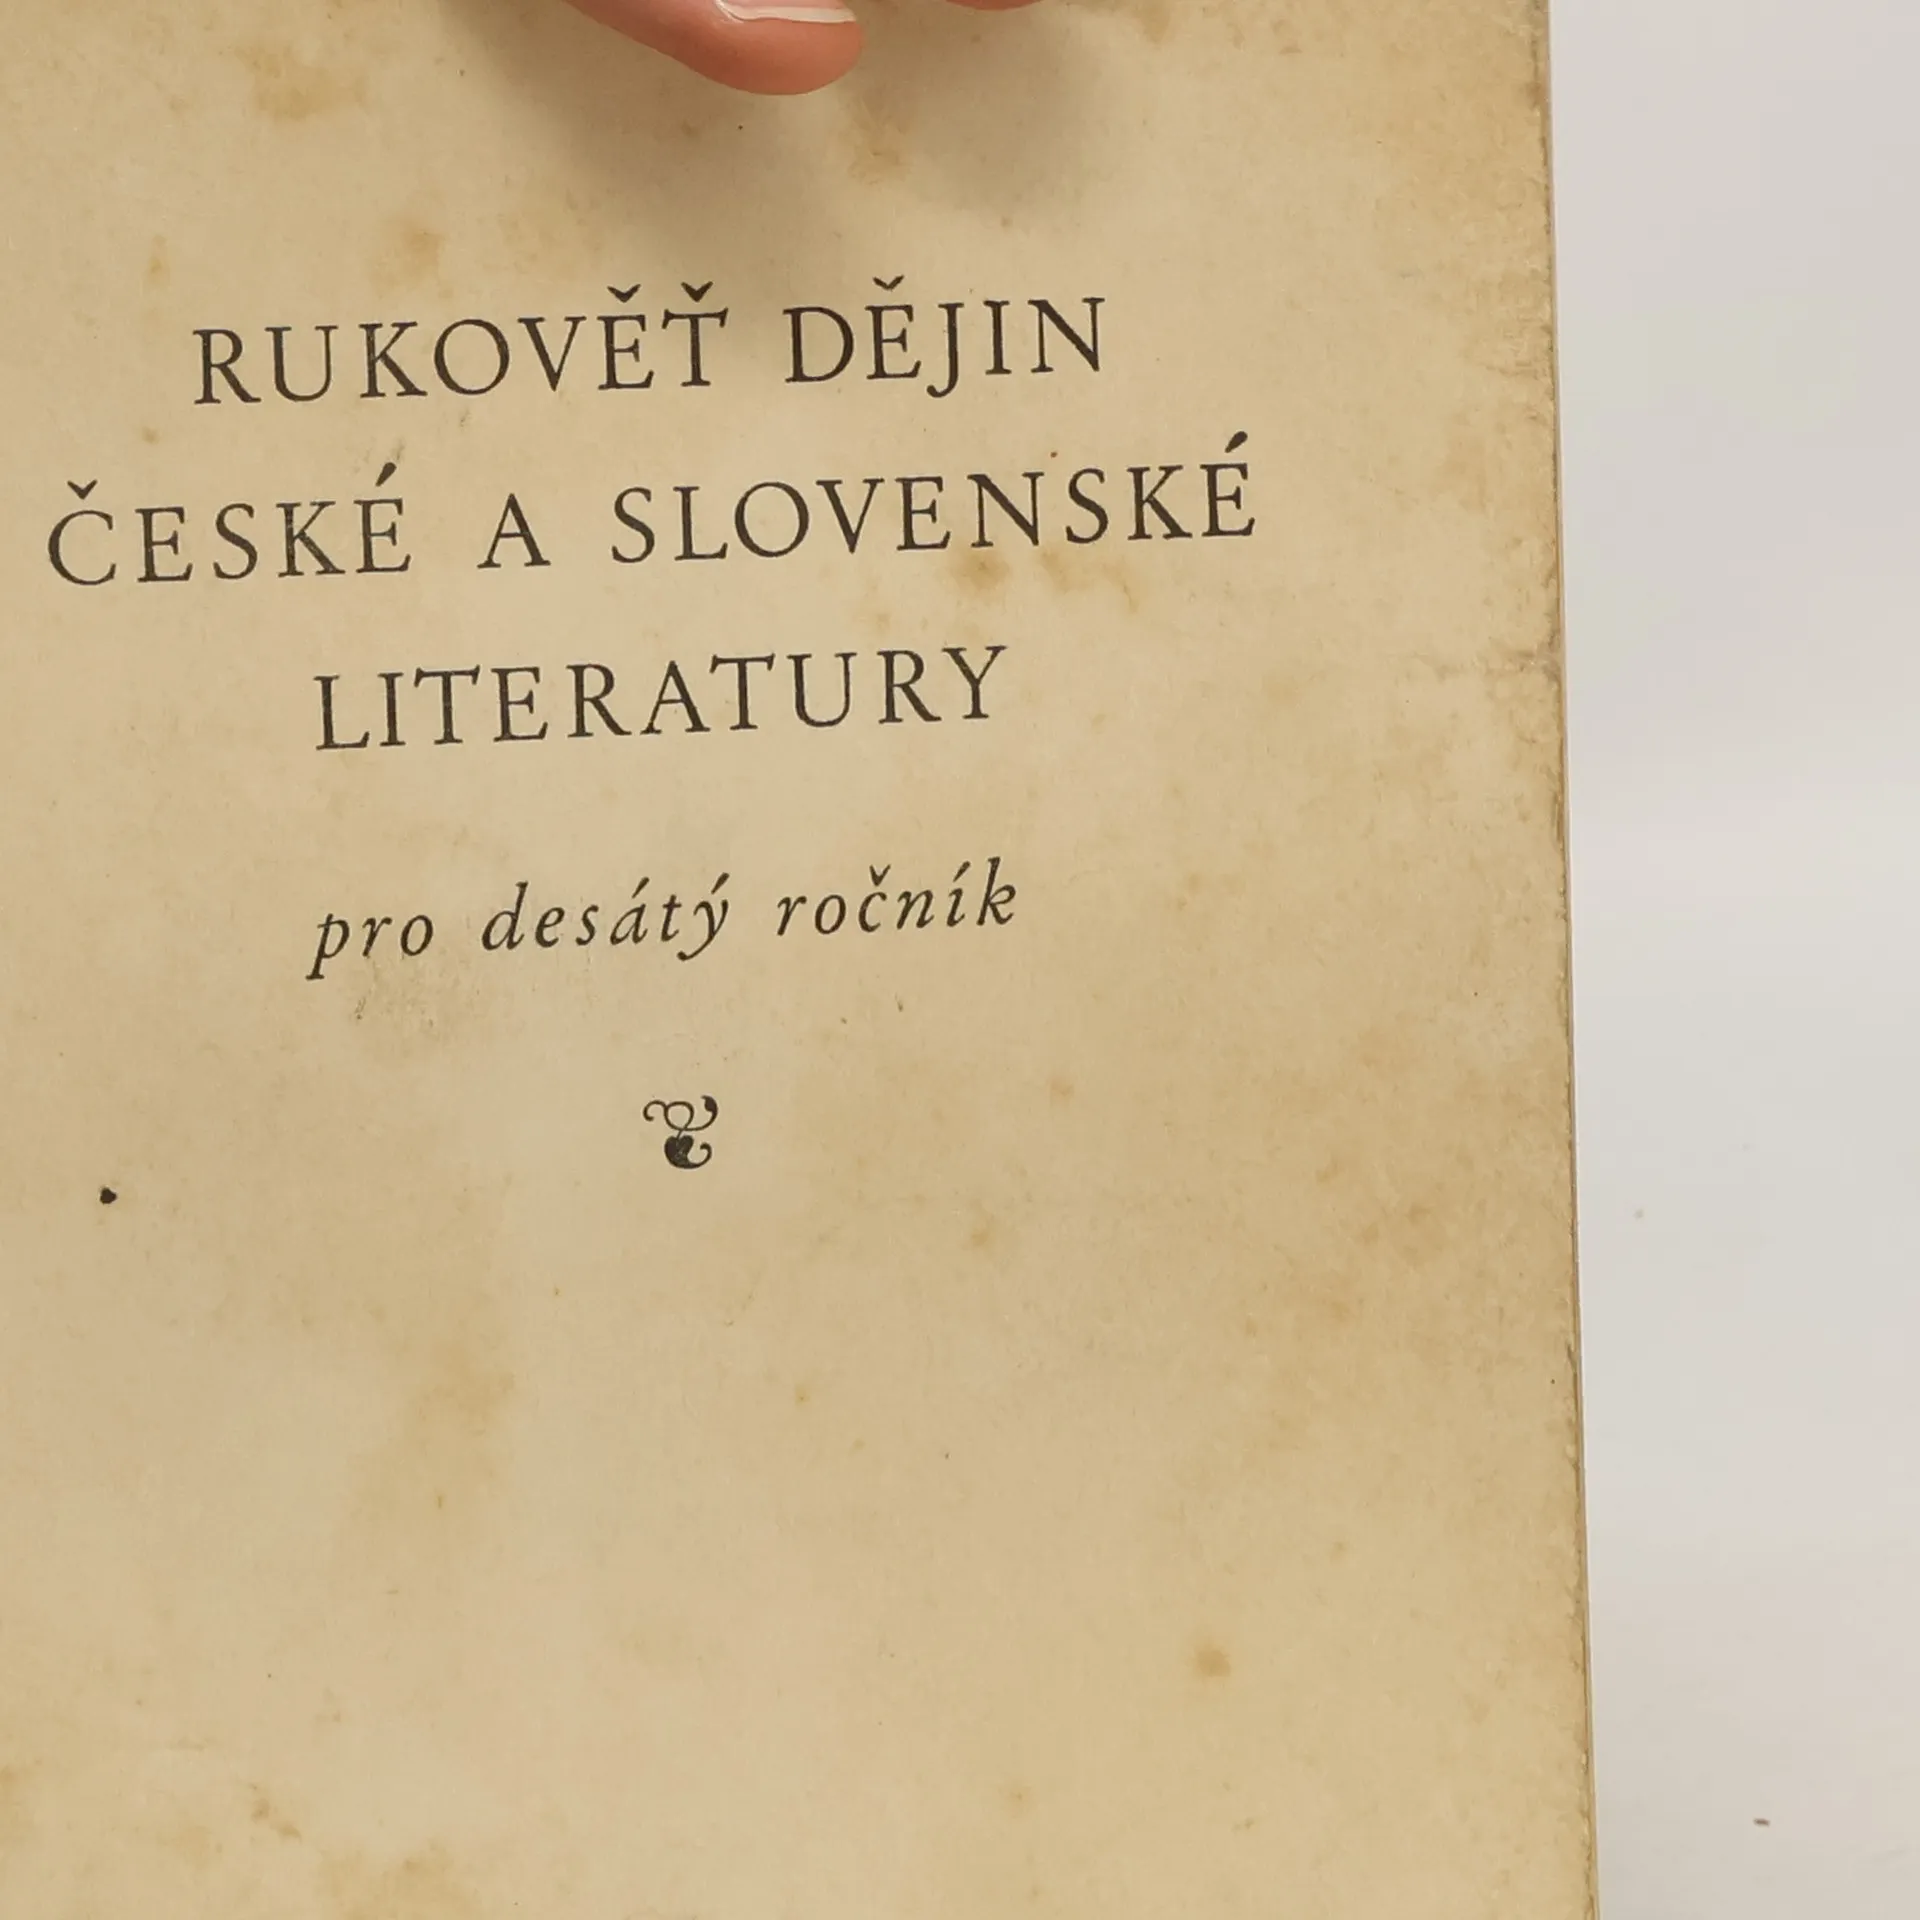 RUKOVĚŤ DĚJIN
ČESKÉ A SLOVENSKÉ
LITERATURY
pro desátý ročník